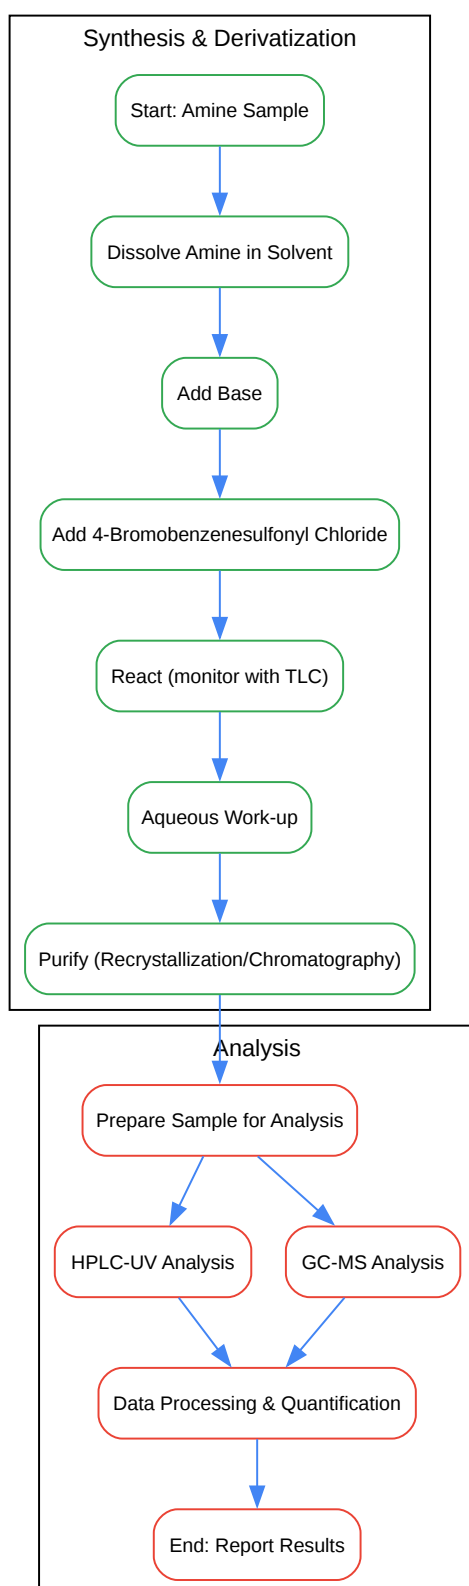 Synthesis & Derivatization
Start: Amine Sample
Dissolve Amine in Solvent
Add Base
Add 4-Bromobenzenesulfonyl Chloride
React (monitor with TLC)
Aqueous Work-up
Purify (Recrystallization/Chromatography)
Analysis
Prepare Sample for Analysis
HPLC-UV Analysis
GC-MS Analysis
Data Processing & Quantification
End: Report Results